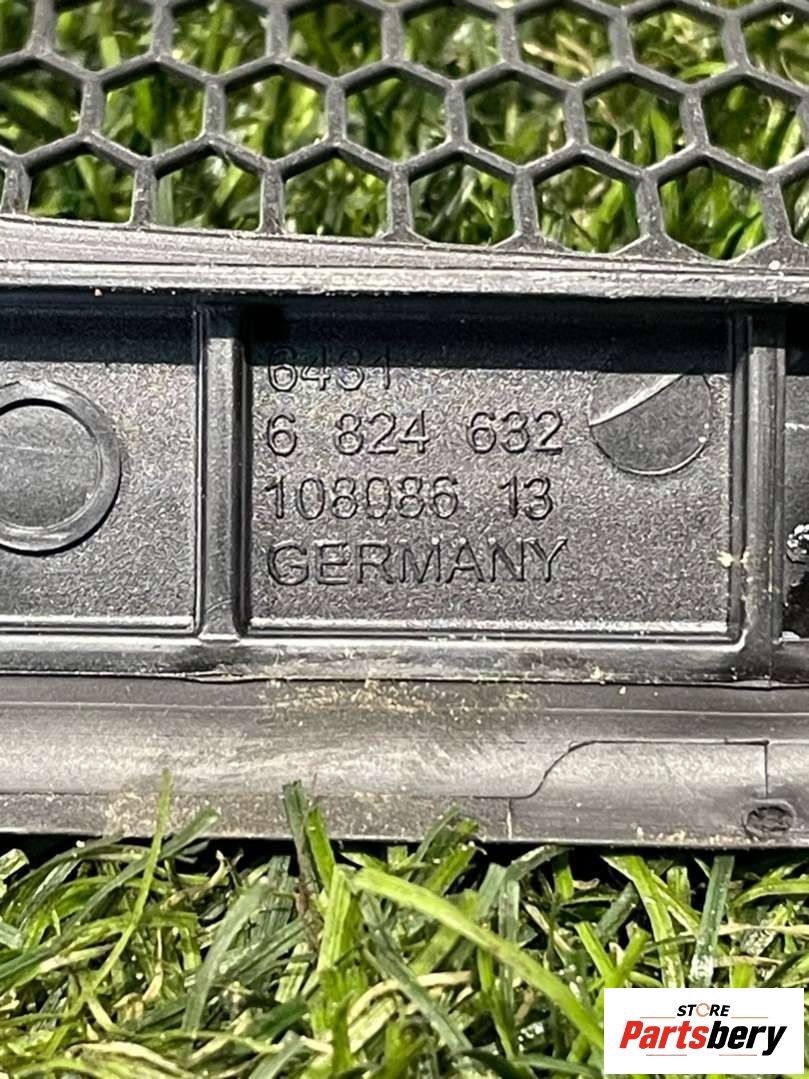 6431
6 824 632
108086 13
GERMANY
STORE
Partsbery